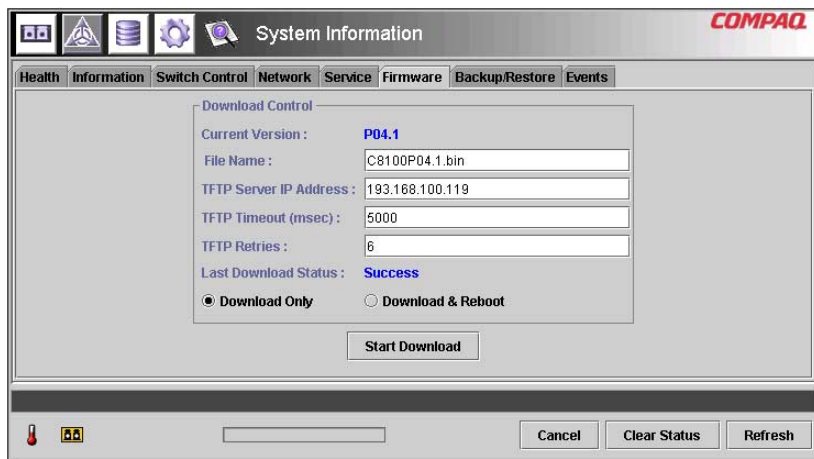 System Information
COMPAQ
Health Information Switch Control Network Service Firmware Backup/Restore Events
Download Control
Current Version : P04.1
File Name : C8100P04.1.bin
TFTP Server IP Address : 193.168.100.119
TFTP Timeout (msec) : 5000
TFTP Retries : 6
Last Download Status : Success
Download Only Download & Reboot
Start Download
Cancel Clear Status Refresh